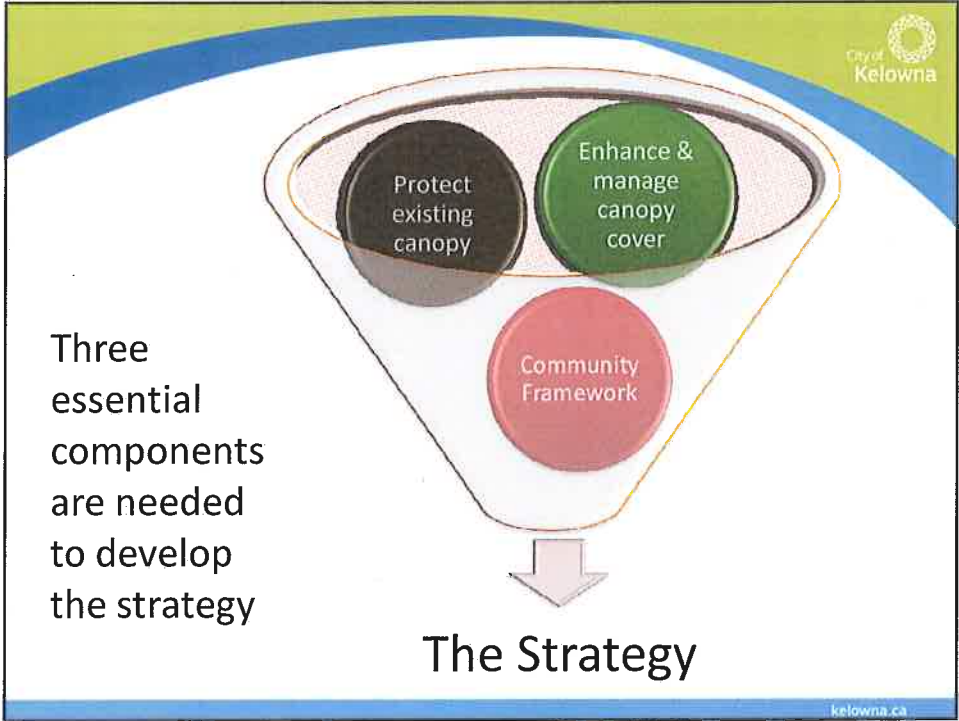 City of
Kelowna
Protect
existing
canopy
Enhance &
manage
canopy
cover
Community
Framework
Three
essential
components
are needed
to develop
the strategy
The Strategy
kelowna.ca